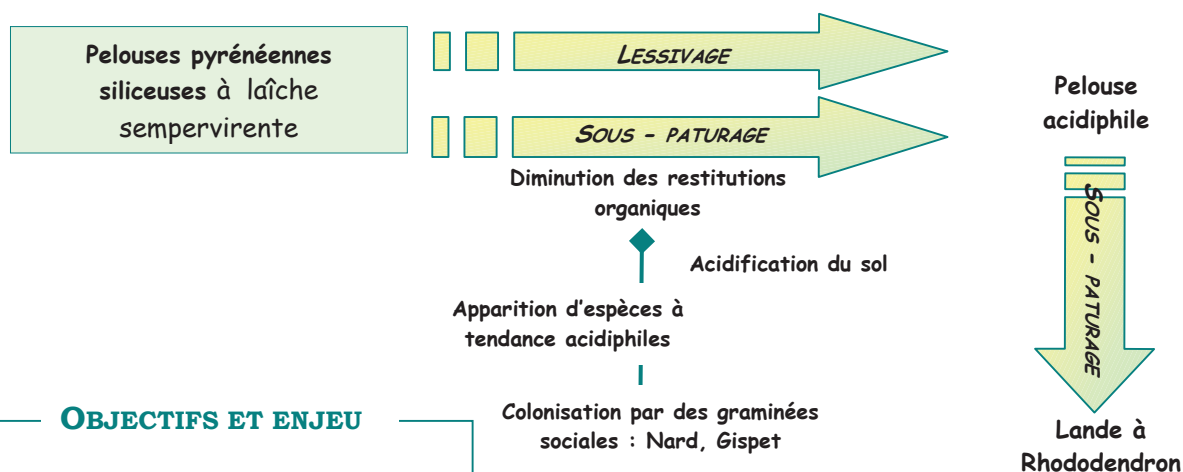 Pelouses pyrénéennes
siliceuses à laîche
sempervirente
LESSIVAGE
SOUS - PATURAGE
Diminution des restitutions
organiques
Acidification du sol
Apparition d'espèces à
tendance acidiphiles
Colonisation par des graminées
sociales : Nard, Gispet
Pelouse
acidiphile
SOUS - PATURAGE
Lande à
Rhododendron
OBJECTIFS ET ENJEU